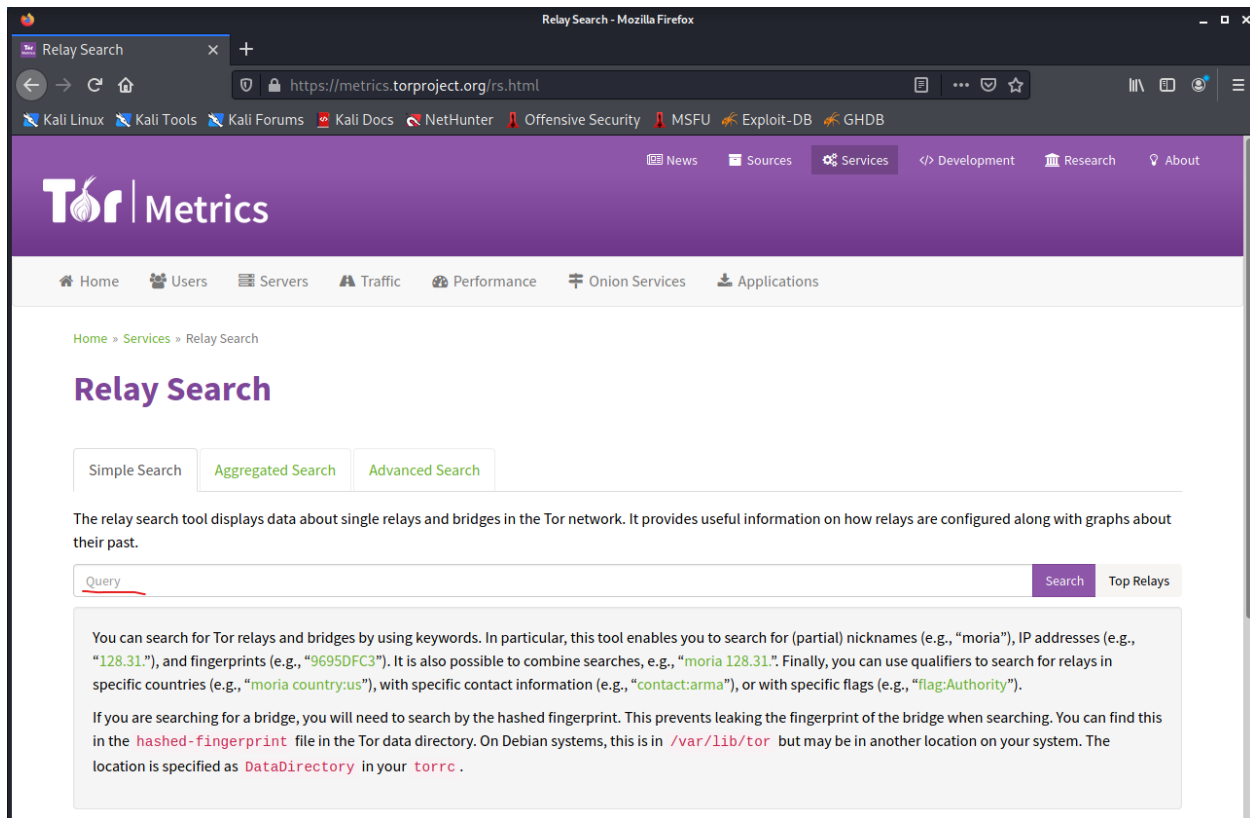 Relay Search - Mozilla Firefox
Relay Search
https://metrics.torproject.org/rs.html
Kali Linux Kali Tools Kali Forums Kali Docs NetHunter Offensive Security MSFU Exploit-DB GHDB
News Sources Services Development Research About
Tor Metrics
Home Users Servers Traffic Performance Onion Services Applications
Home » Services » Relay Search
Relay Search
Simple Search Aggregated Search Advanced Search
The relay search tool displays data about single relays and bridges in the Tor network. It provides useful information on how relays are configured along with graphs about
their past.
Query Search Top Relays
You can search for Tor relays and bridges by using keywords. In particular, this tool enables you to search for (partial) nicknames (e.g., “moria”), IP addresses (e.g.,
“128.31.”), and fingerprints (e.g., “9695DFC3”). It is also possible to combine searches, e.g., “moria 128.31.”. Finally, you can use qualifiers to search for relays in
specific countries (e.g., “moria country:us”), with specific contact information (e.g., “contact:arma”), or with specific flags (e.g., “flag:Authority”).
If you are searching for a bridge, you will need to search by the hashed fingerprint. This prevents leaking the fingerprint of the bridge when searching. You can find this
in the hashed-fingerprint file in the Tor data directory. On Debian systems, this is in /var/lib/tor but may be in another location on your system. The
location is specified as DataDirectory in your torrc .